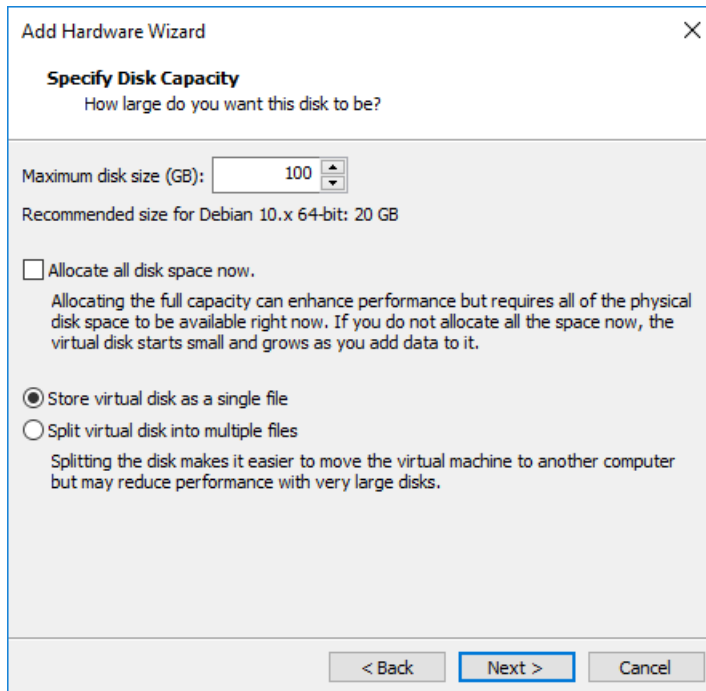 Add Hardware Wizard
Specify Disk Capacity
How large do you want this disk to be?
Maximum disk size (GB): 100
Recommended size for Debian 10.x 64-bit: 20 GB
Allocate all disk space now.
Allocating the full capacity can enhance performance but requires all of the physical
disk space to be available right now. If you do not allocate all the space now, the
virtual disk starts small and grows as you add data to it.
Store virtual disk as a single file
Split virtual disk into multiple files
Splitting the disk makes it easier to move the virtual machine to another computer
but may reduce performance with very large disks.
< Back Next > Cancel